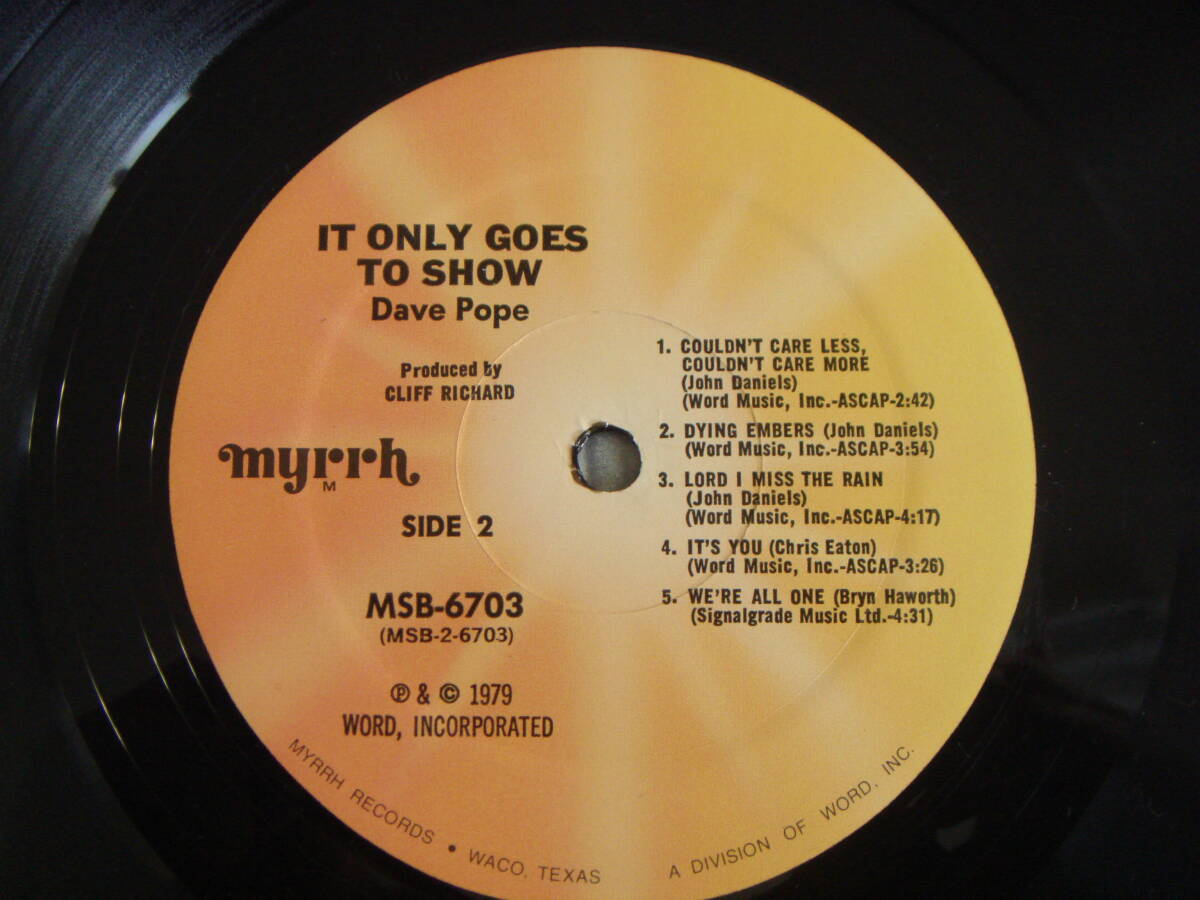 IT ONLY GOES
TO SHOW
Dave Pope
Produced by
CLIFF RICHARD
myrrh
M
SIDE 2
MSB-6703
(MSB-2-6703)
℗ & © 1979
WORD, INCORPORATED
1. COULDN'T CARE LESS,
COULDN'T CARE MORE
(John Daniels)
(Word Music, Inc.-ASCAP-2:42)
2. DYING EMBERS (John Daniels)
(Word Music, Inc.-ASCAP-3:54)
3. LORD I MISS THE RAIN
(John Daniels)
(Word Music, Inc.-ASCAP-4:17)
4. IT'S YOU (Chris Eaton)
(Word Music, Inc.-ASCAP-3:26)
5. WE'RE ALL ONE (Bryn Haworth)
(Signalgrade Music Ltd.-4:31)
MYRRH RECORDS • WACO, TEXAS
A DIVISION OF WORD, INC.